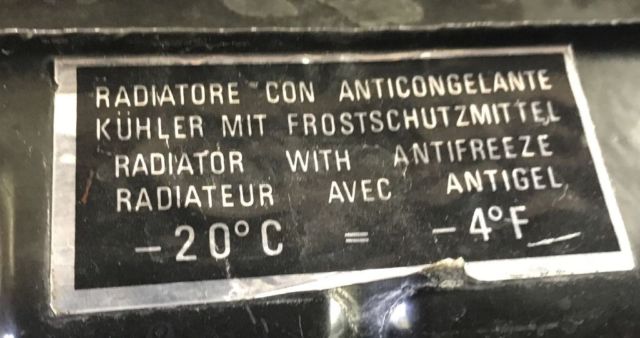 RADIATORE CON ANTICONGELANTE
KÜHLER MIT FROSTSCHUTZMITTEL
RADIATOR WITH ANTIFREEZE
RADIATEUR AVEC ANTIGEL
-20°C = -4°F